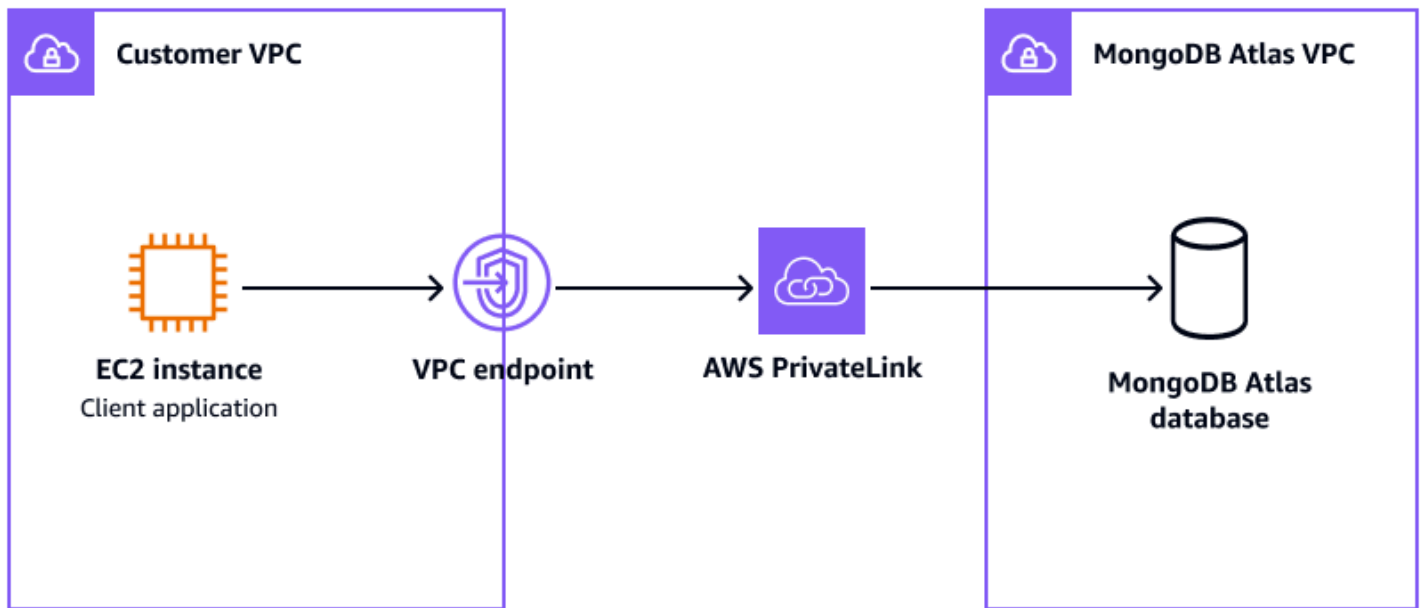 Customer VPC
MongoDB Atlas VPC
EC2 instance
Client application
VPC endpoint
AWS PrivateLink
MongoDB Atlas
database